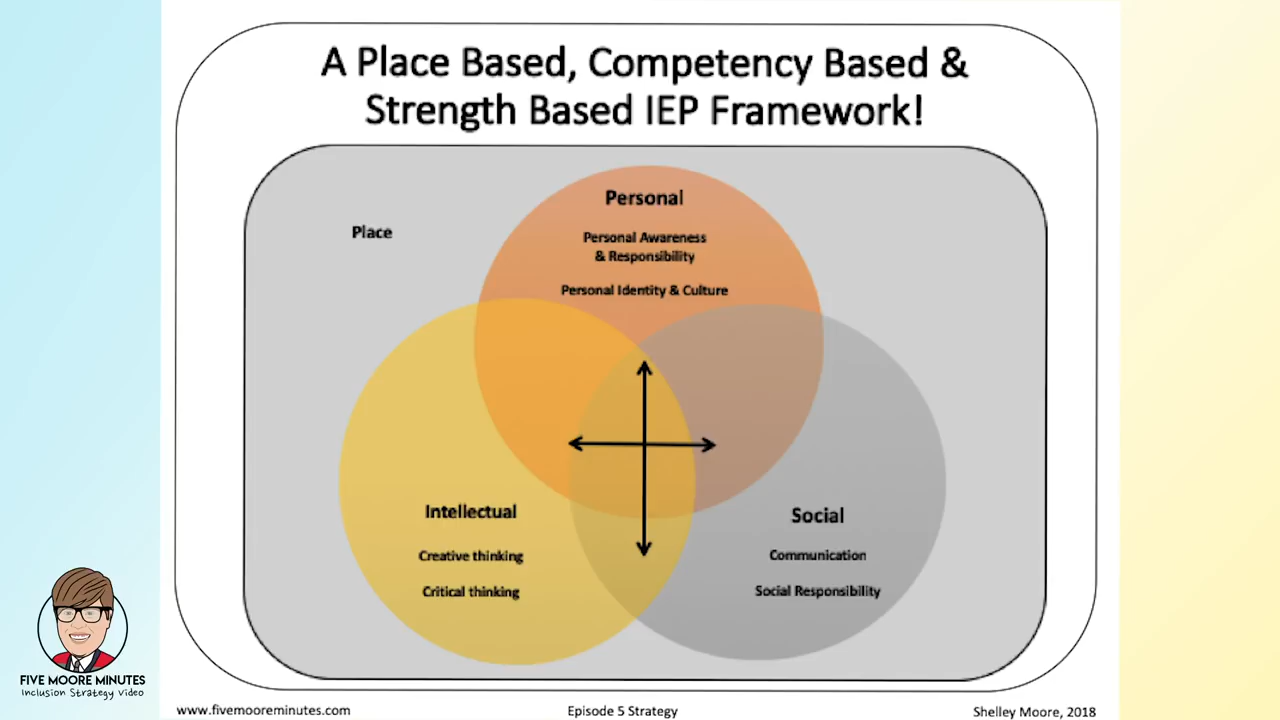 A Place Based, Competency Based &
Strength Based IEP Framework!
Place
Personal
Personal Awareness
& Responsibility
Personal Identity & Culture
Intellectual
Creative thinking
Critical thinking
Social
Communication
Social Responsibility
FIVE MOORE MINUTES
Inclusion Strategy Video
www.fivemooreminutes.com
Episode 5 Strategy
Shelley Moore, 2018